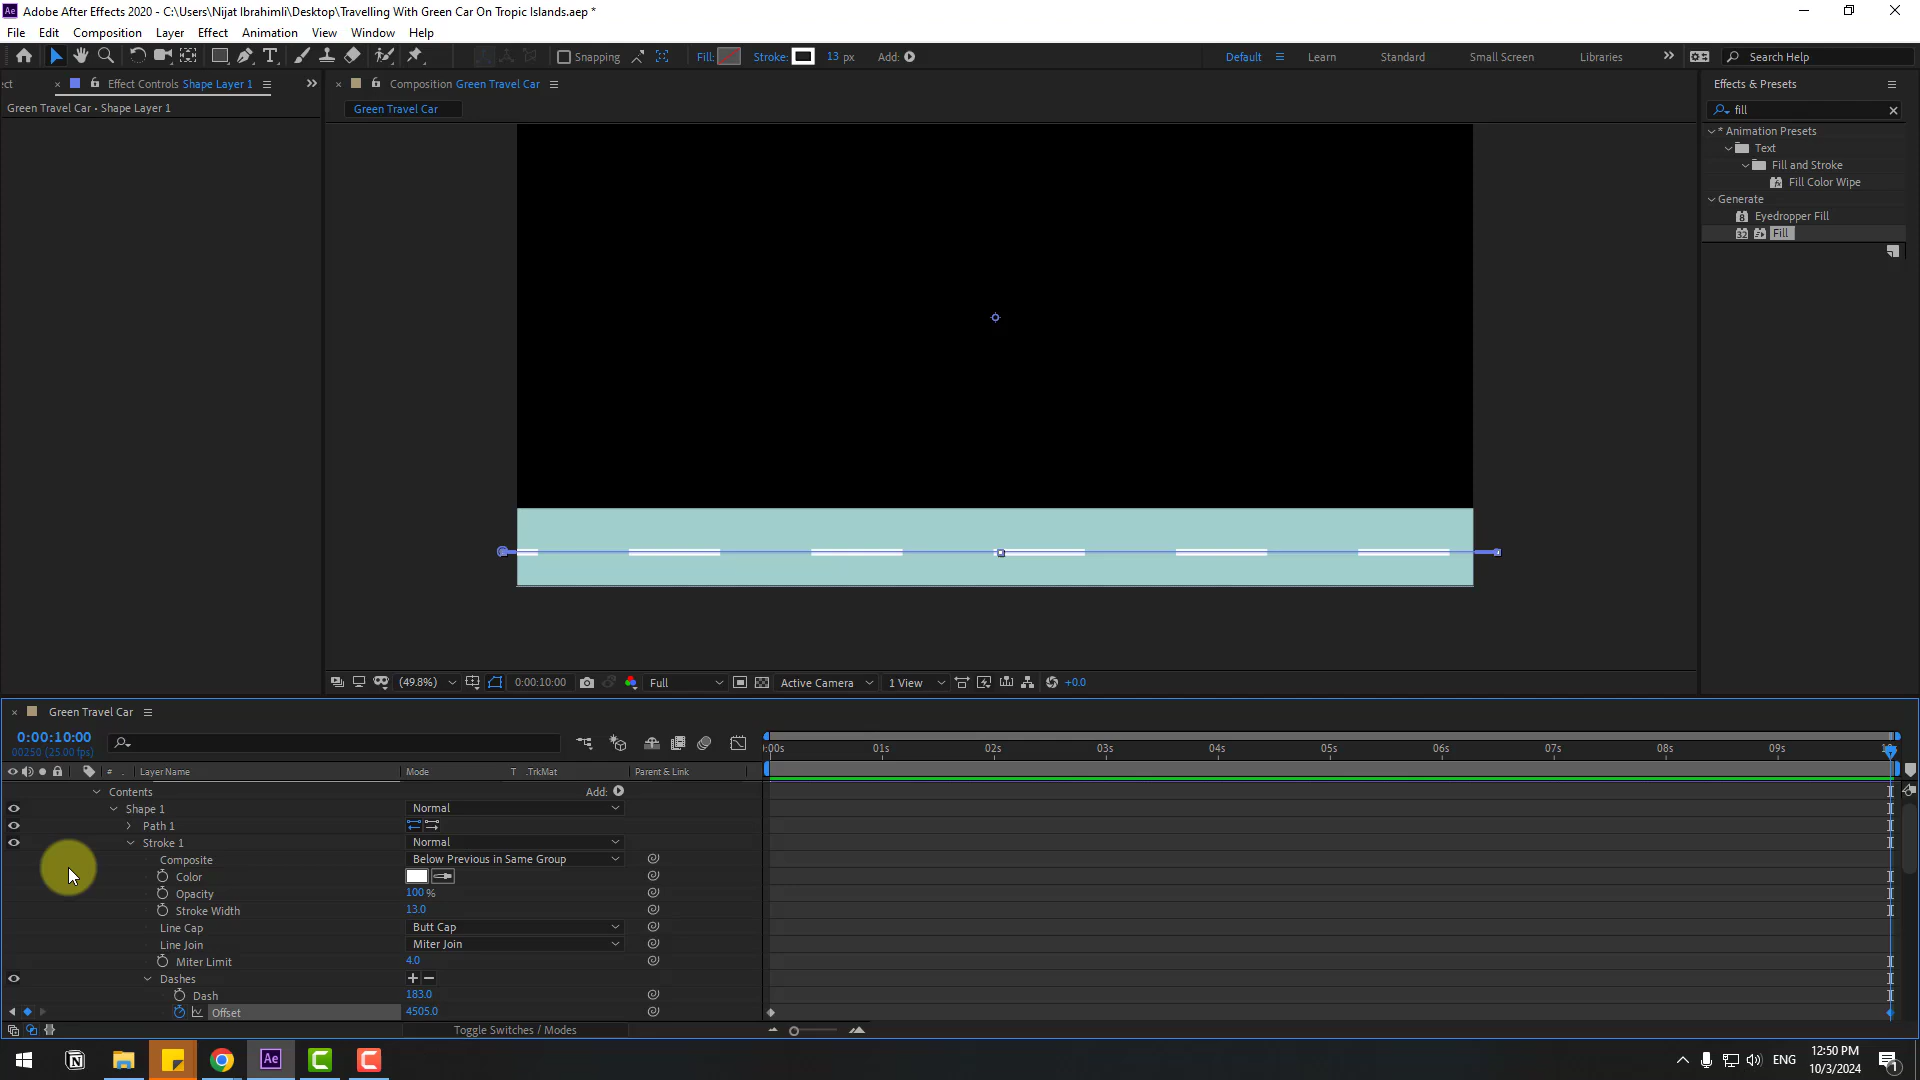 Adobe After Effects 2020 - C:\Users\Nijat Ibrahimli\Desktop\Travelling With Green Car On Tropic Islands.aep *
File Edit Composition Layer Effect Animation View Window Help
Snapping Fill: Stroke: 13 px Add: Default Learn Standard Small Screen Libraries Search Help
ect Effect Controls Shape Layer 1 Composition Green Travel Car Effects & Presets
Green Travel Car • Shape Layer 1 Green Travel Car fill
* Animation Presets
Text
Fill and Stroke
Fill Color Wipe
Generate
Eyedropper Fill
Fill
(49.8%) 0:00:10:00 Full Active Camera 1 View +0.0
Green Travel Car
0:00:10:00
00250 (25.00 fps)
:00s 01s 02s 03s 04s 05s 06s 07s 08s 09s
# . Layer Name Mode T .TrkMat Parent & Link
Contents Add:
Shape 1 Normal
Path 1
Stroke 1 Normal
Composite Below Previous in Same Group
Color
Opacity 100 %
Stroke Width 13.0
Line Cap Butt Cap
Line Join Miter Join
Miter Limit 4.0
Dashes + −
Dash 183.0
Offset 4505.0
Toggle Switches / Modes
Ae ENG 12:50 PM
10/3/2024
1